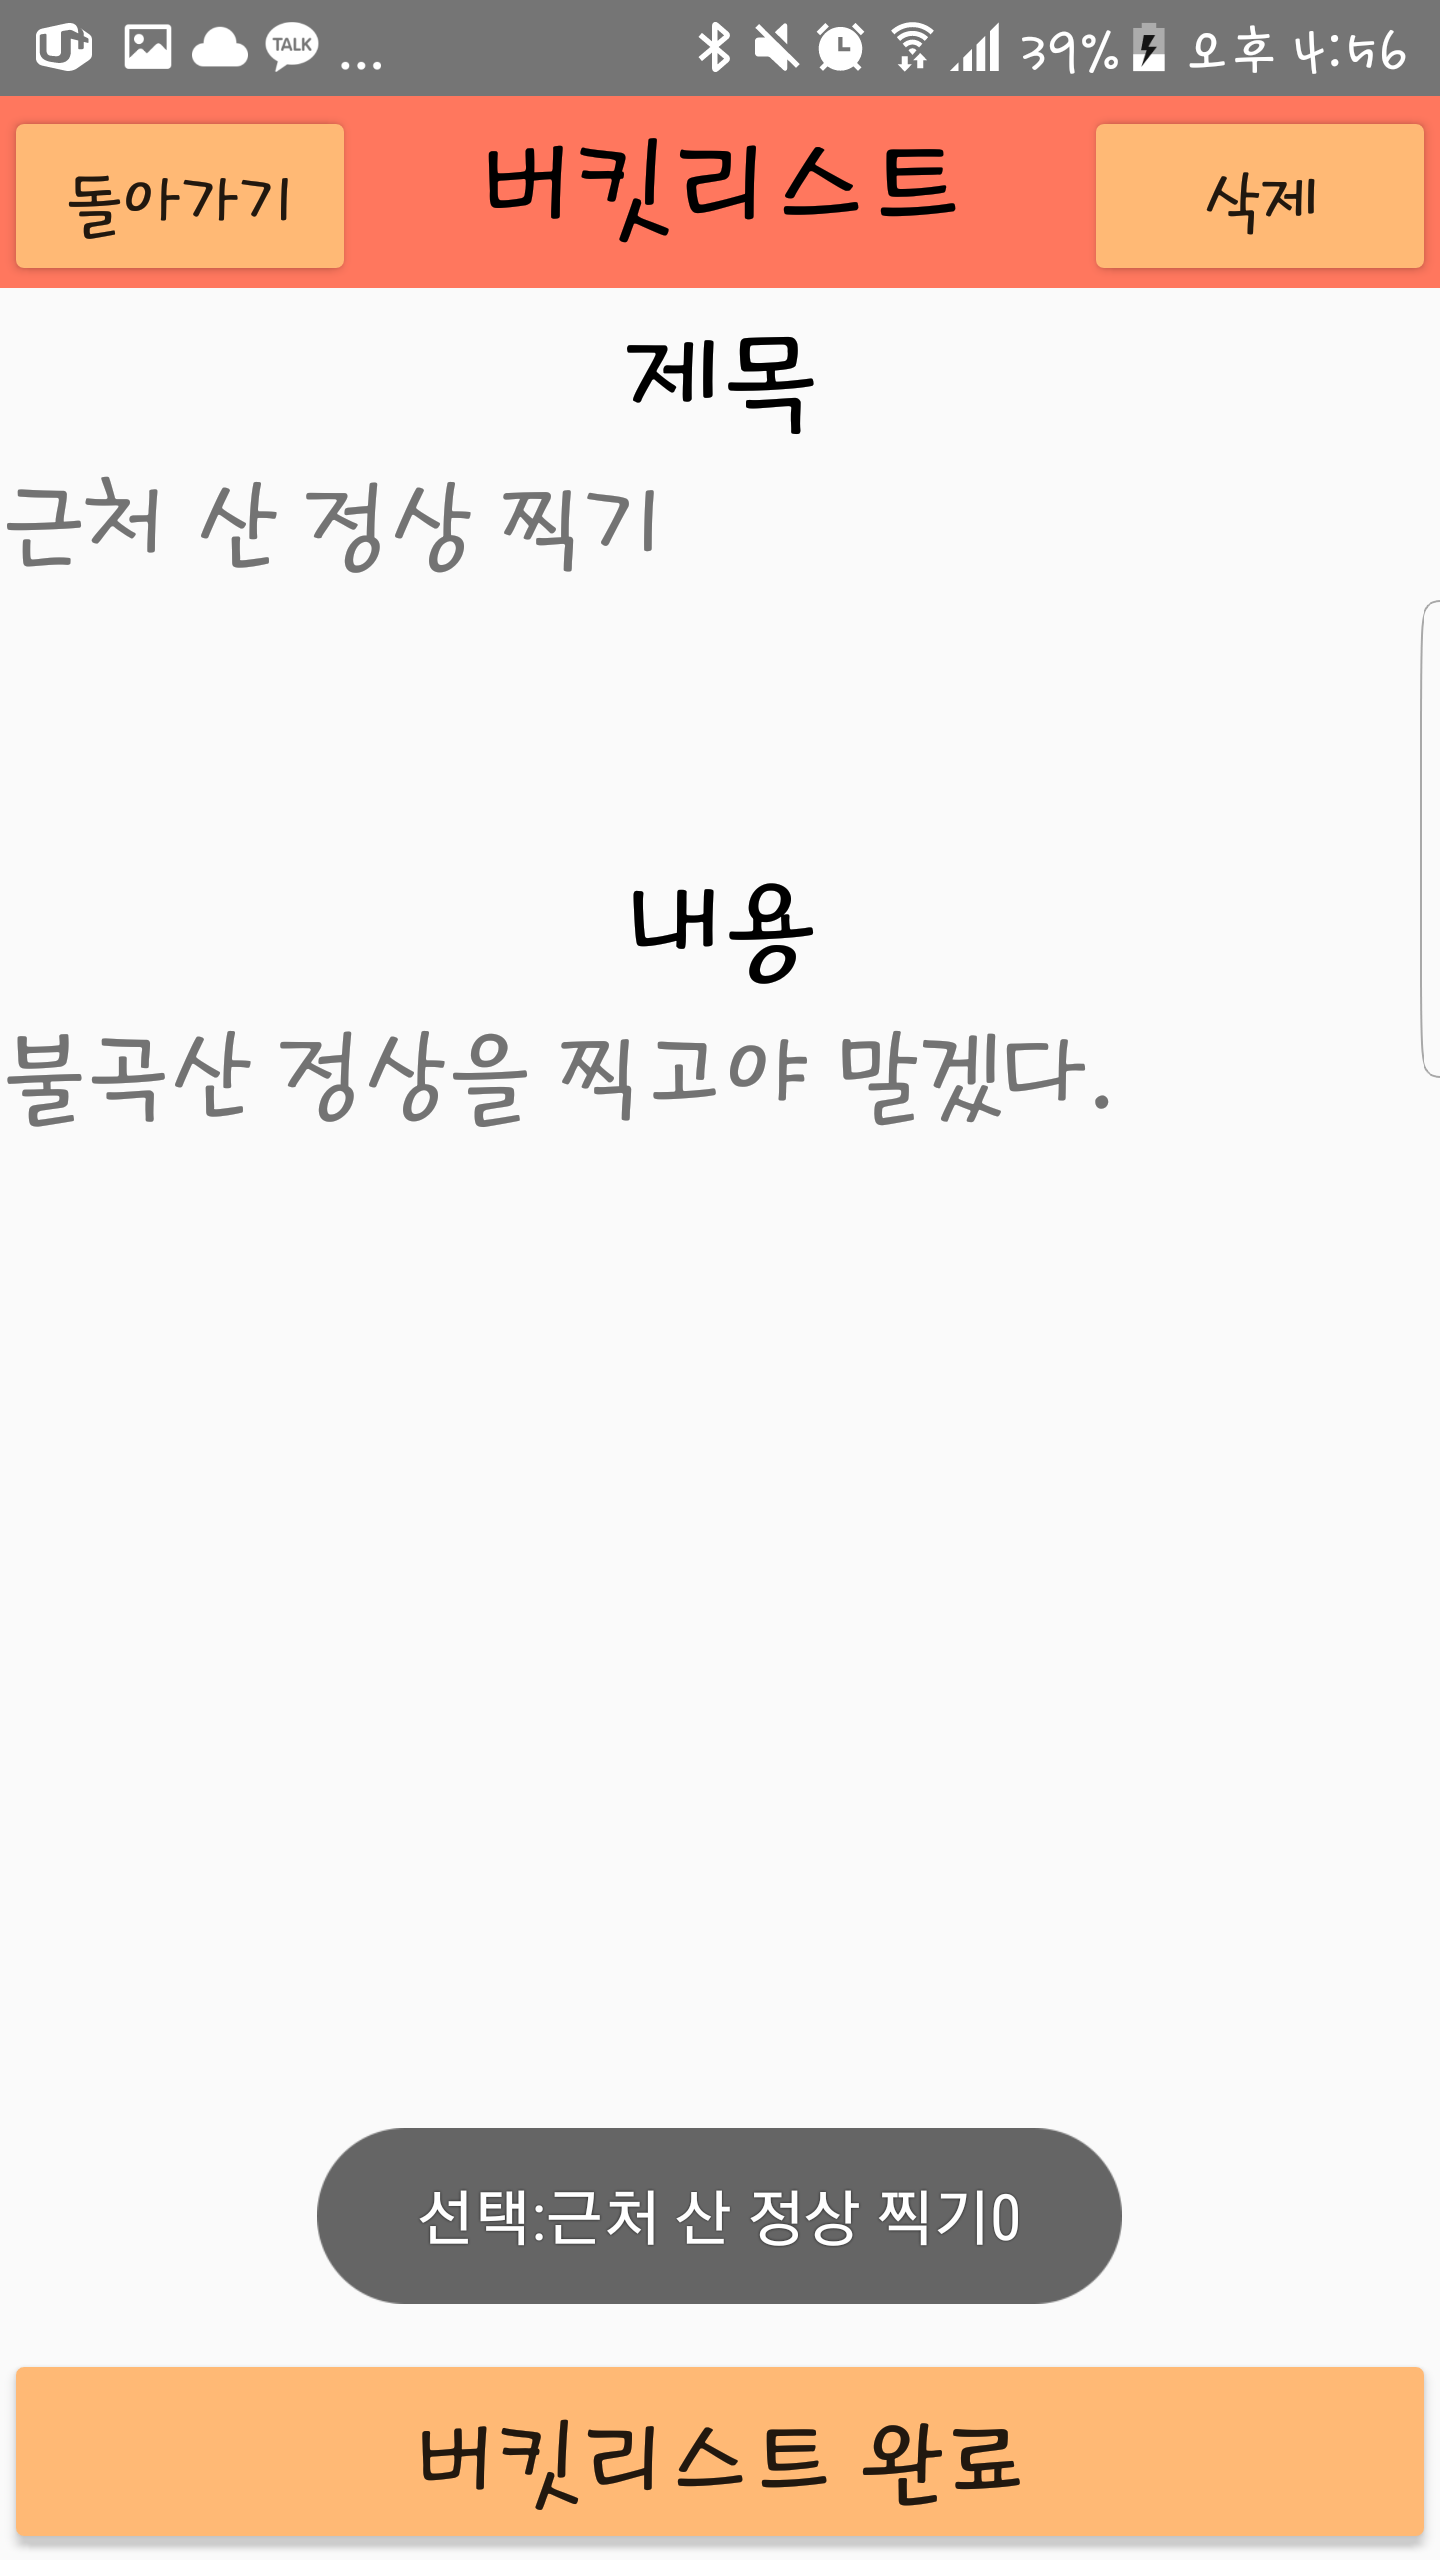 TALK ... 39% 오후 4:56
돌아가기 버킷리스트 삭제
제목
근처 산 정상 찍기
내용
불곡산 정상을 찍고야 말겠다.
선택:근처 산 정상 찍기0
버킷리스트 완료